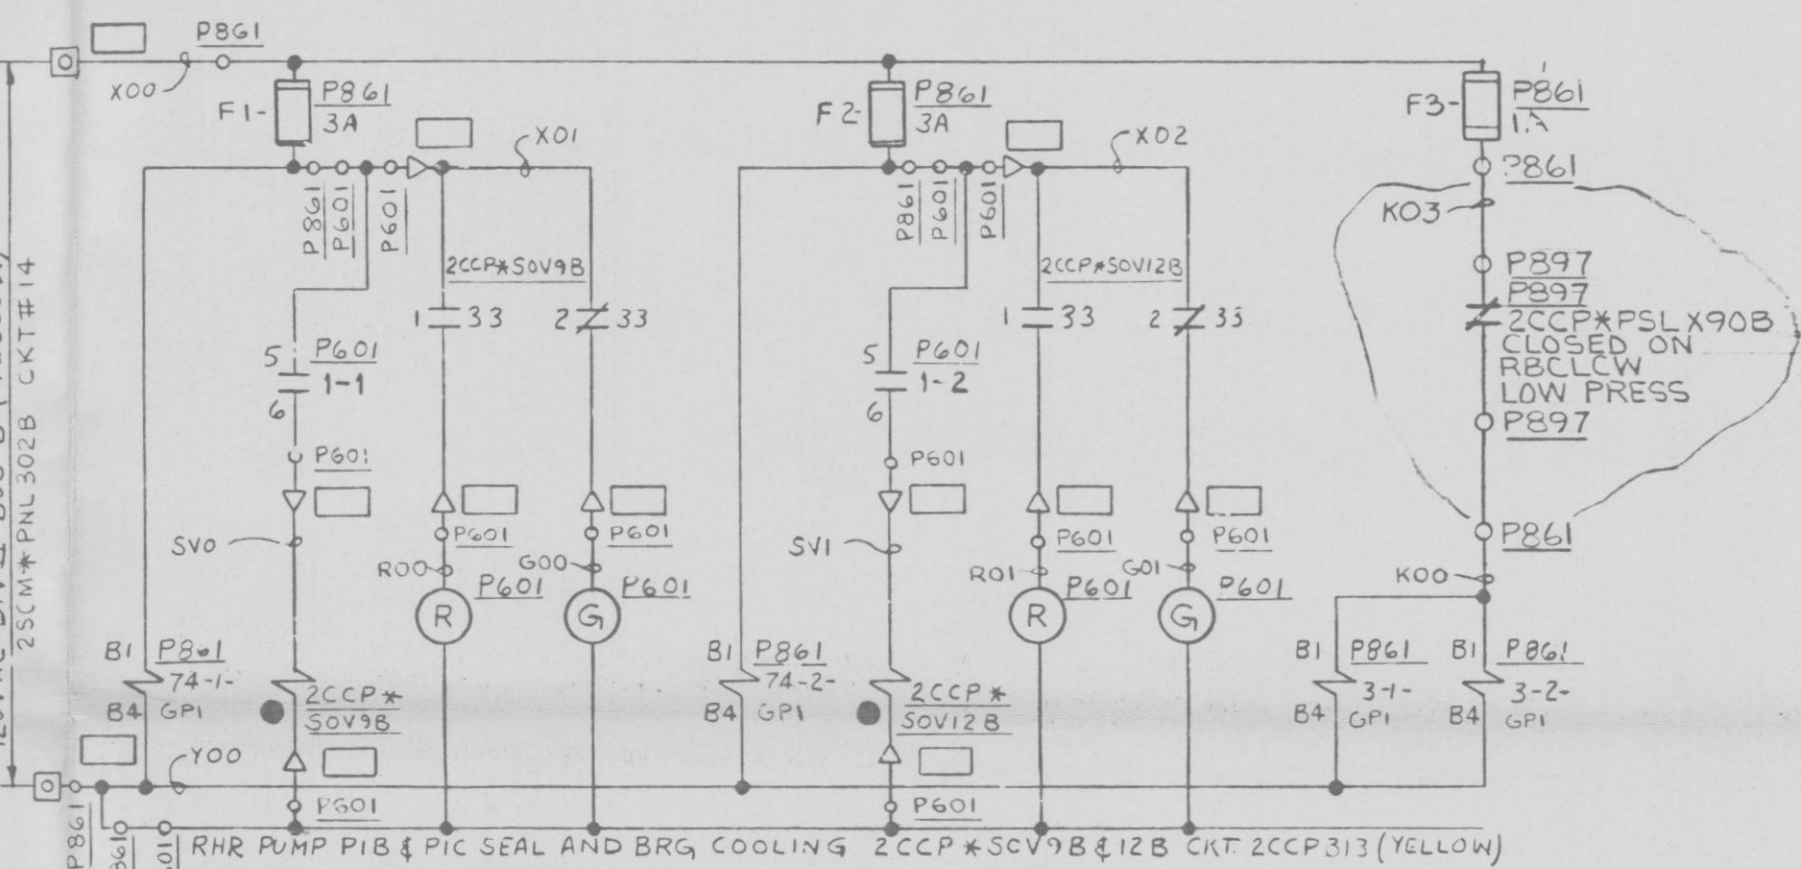 P861
X00
F1-
P861
3A
X01
P861
P601
P601
2CCP*SOV9B
1
33
2
33
5
P601
1-1
6
P601
SV0
P601
P601
R00
G00
P601
P601
R
G
B1
P861
74-1-
B4
GP1
2CCP*
SOV9B
Y00
P601
F2-
P861
3A
X02
P861
P601
P601
2CCP*SOV12B
1
33
2
33
5
P601
1-2
6
P601
SV1
P601
P601
R01
G01
P601
P601
R
G
B1
P861
74-2-
B4
GP1
2CCP*
SOV12B
P601
F3-
P861
1A
P861
K03
P897
P897
2CCP*PSLX90B
CLOSED ON
RBCLCW
LOW PRESS
P897
P861
K00
B1
P861
3-1-
B4
GP1
B1
P861
3-2-
B4
GP1
2SCM*PNL302B CKT#14
P861
RHR PUMP P1B & P1C SEAL AND BRG COOLING 2CCP*SOV9B & 12B CKT. 2CCP313 (YELLOW)